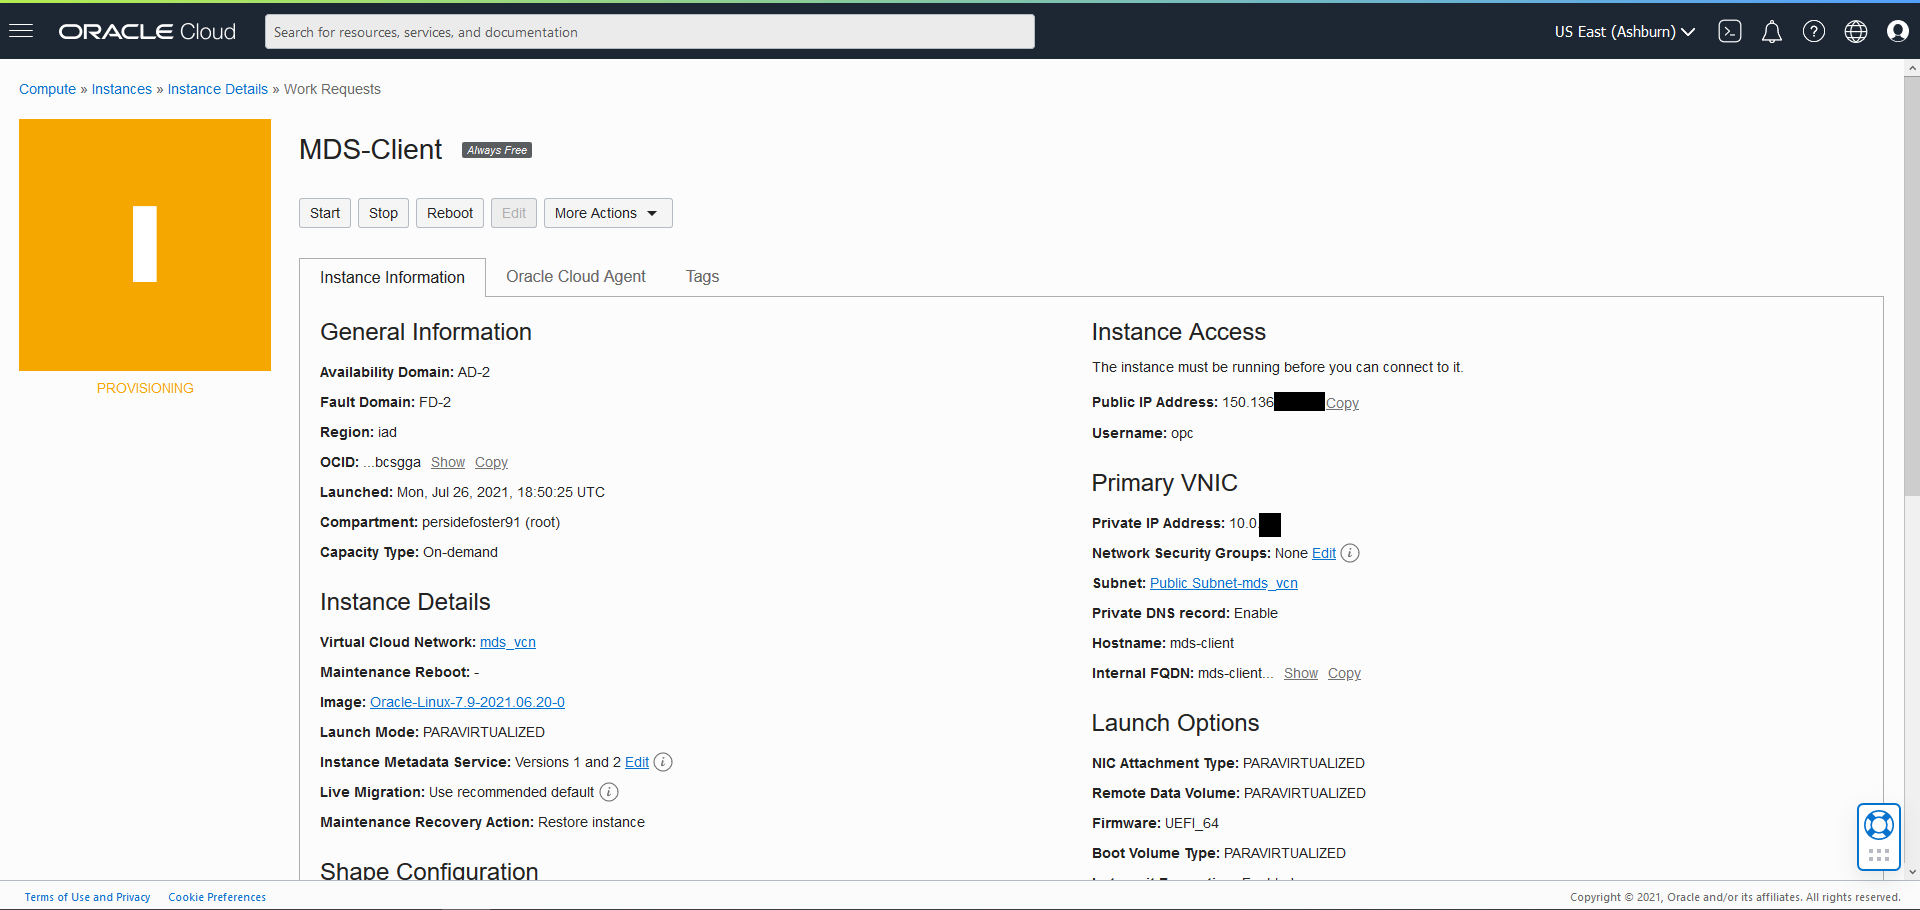 ORACLE Cloud
Search for resources, services, and documentation
US East (Ashburn)
Compute » Instances » Instance Details » Work Requests
I
PROVISIONING
MDS-Client Always Free
Start Stop Reboot Edit More Actions
Instance Information Oracle Cloud Agent Tags
General Information
Availability Domain: AD-2
Fault Domain: FD-2
Region: iad
OCID: ...bcsgga Show Copy
Launched: Mon, Jul 26, 2021, 18:50:25 UTC
Compartment: persidefoster91 (root)
Capacity Type: On-demand
Instance Details
Virtual Cloud Network: mds_vcn
Maintenance Reboot: -
Image: Oracle-Linux-7.9-2021.06.20-0
Launch Mode: PARAVIRTUALIZED
Instance Metadata Service: Versions 1 and 2 Edit
Live Migration: Use recommended default
Maintenance Recovery Action: Restore instance
Shape Configuration
Instance Access
The instance must be running before you can connect to it.
Public IP Address: 150.136 Copy
Username: opc
Primary VNIC
Private IP Address: 10.0.
Network Security Groups: None Edit
Subnet: Public Subnet-mds_vcn
Private DNS record: Enable
Hostname: mds-client
Internal FQDN: mds-client... Show Copy
Launch Options
NIC Attachment Type: PARAVIRTUALIZED
Remote Data Volume: PARAVIRTUALIZED
Firmware: UEFI_64
Boot Volume Type: PARAVIRTUALIZED
Terms of Use and Privacy Cookie Preferences
Copyright © 2021, Oracle and/or its affiliates. All rights reserved.